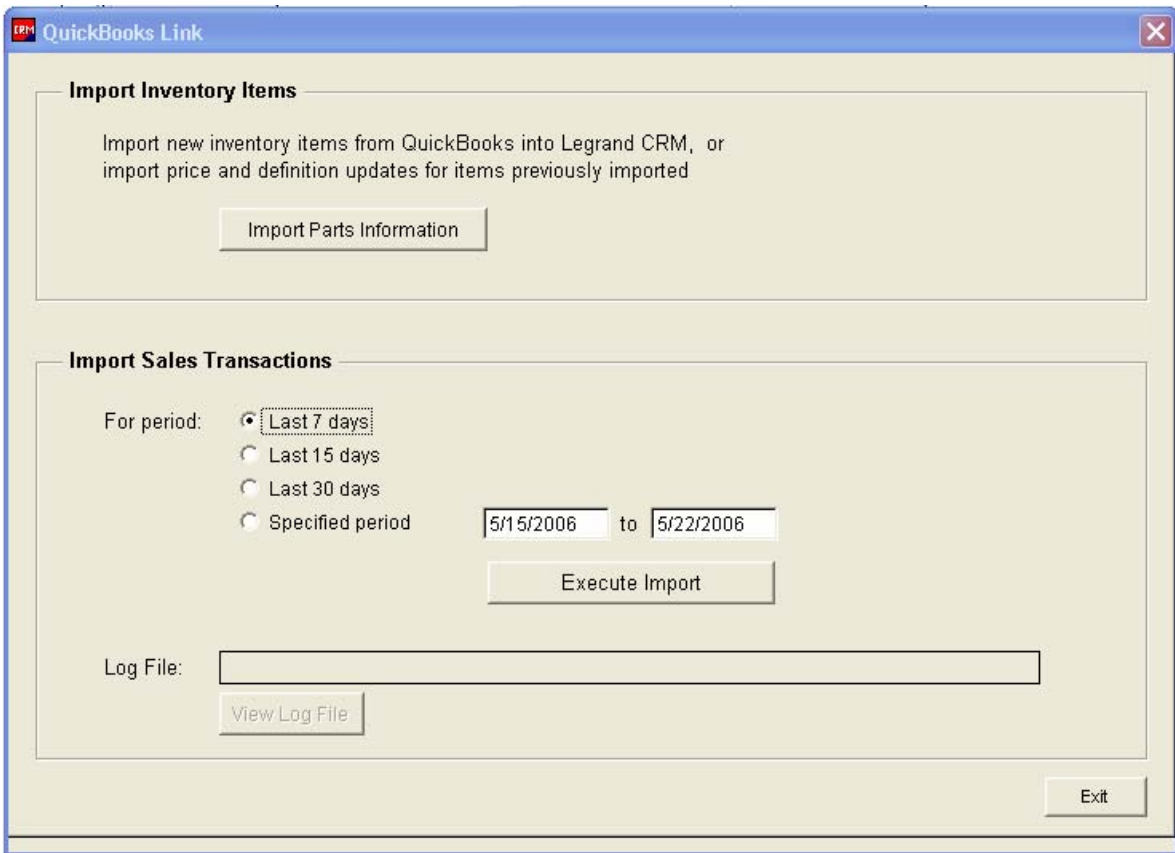 CRM QuickBooks Link
Import Inventory Items
Import new inventory items from QuickBooks into Legrand CRM, or
import price and definition updates for items previously imported
Import Parts Information
Import Sales Transactions
For period: Last 7 days
Last 15 days
Last 30 days
Specified period 5/15/2006 to 5/22/2006
Execute Import
Log File:
View Log File
Exit